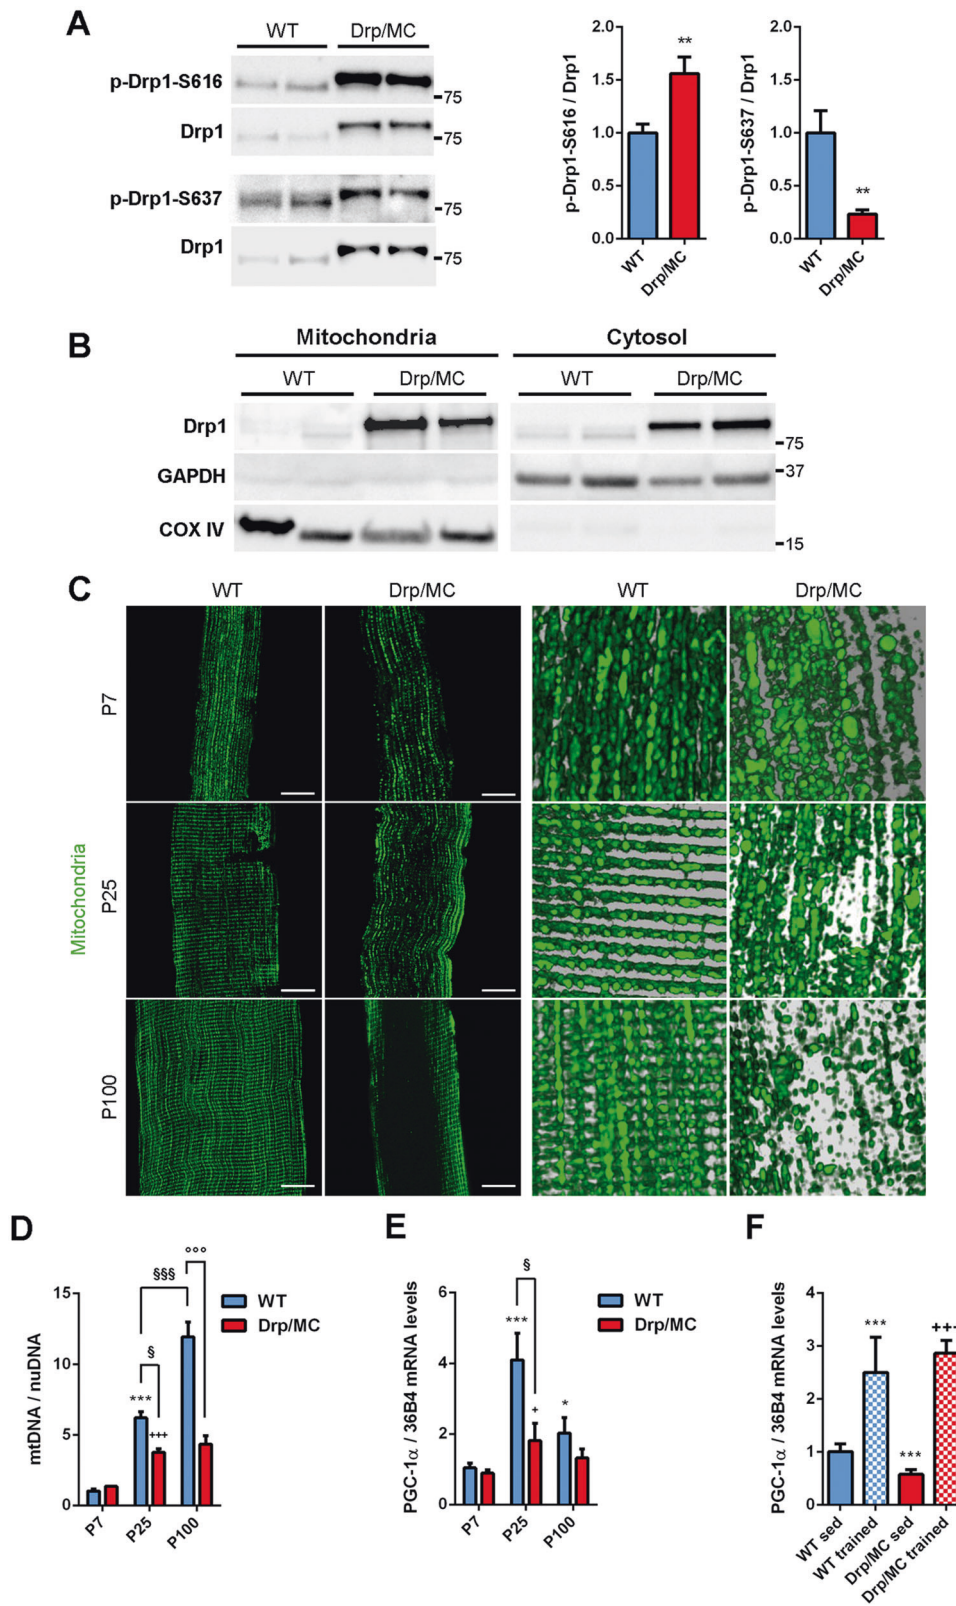 A
WT Drp/MC
p-Drp1-S616
75
Drp1
75
p-Drp1-S637
75
Drp1
75
p-Drp1-S616 / Drp1
2.0
1.5
1.0
0.5
0.0
**
WT
Drp/MC
p-Drp1-S637 / Drp1
2.0
1.5
1.0
0.5
0.0
**
WT
Drp/MC
B
Mitochondria Cytosol
WT Drp/MC WT Drp/MC
Drp1
75
GAPDH
37
COX IV
15
C
WT Drp/MC WT Drp/MC
Mitochondria
P7
P25
P100
D
mtDNA / nuDNA
15
10
5
0
§§§
°°°
§
***
+++
WT
Drp/MC
P7
P25
P100
E
PGC-1α / 36B4 mRNA levels
6
4
2
0
§
***
+
*
WT
Drp/MC
P7
P25
P100
F
PGC-1α / 36B4 mRNA levels
4
3
2
1
0
***
***
WT sed
WT trained
Drp/MC sed
Drp/MC trained